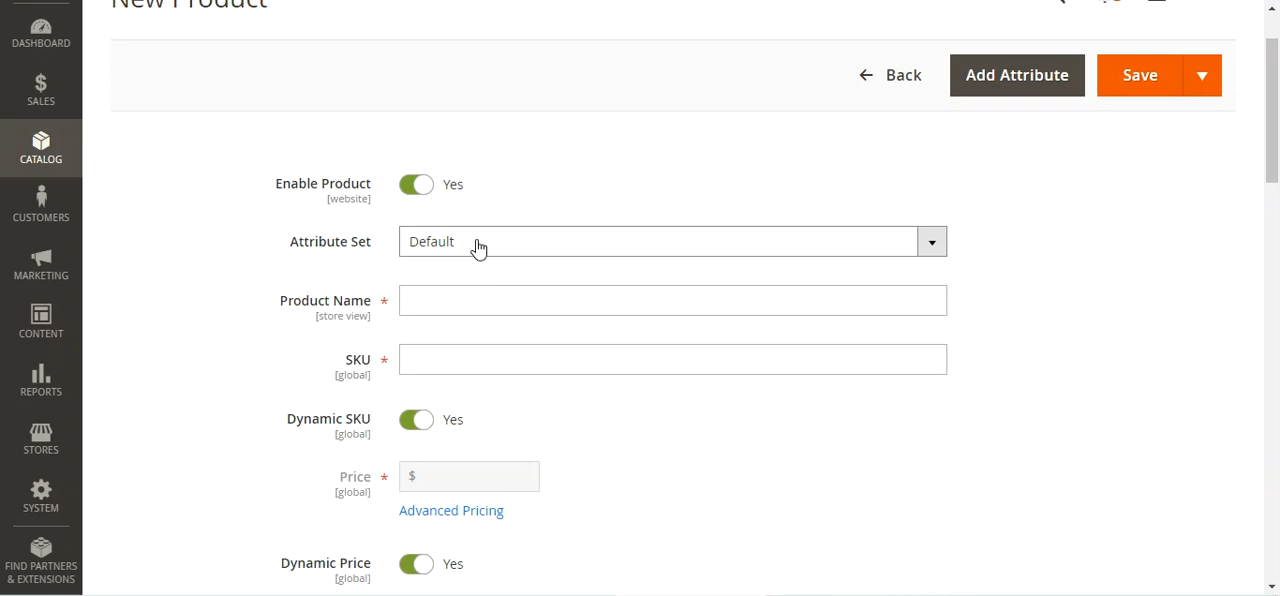 New Product
DASHBOARD
SALES
CATALOG
CUSTOMERS
MARKETING
CONTENT
REPORTS
STORES
SYSTEM
FIND PARTNERS
& EXTENSIONS
← Back
Add Attribute
Save
Enable Product
[website]
Yes
Attribute Set
Default
Product Name *
[store view]
SKU *
[global]
Dynamic SKU
[global]
Yes
Price *
[global]
$
Advanced Pricing
Dynamic Price
[global]
Yes